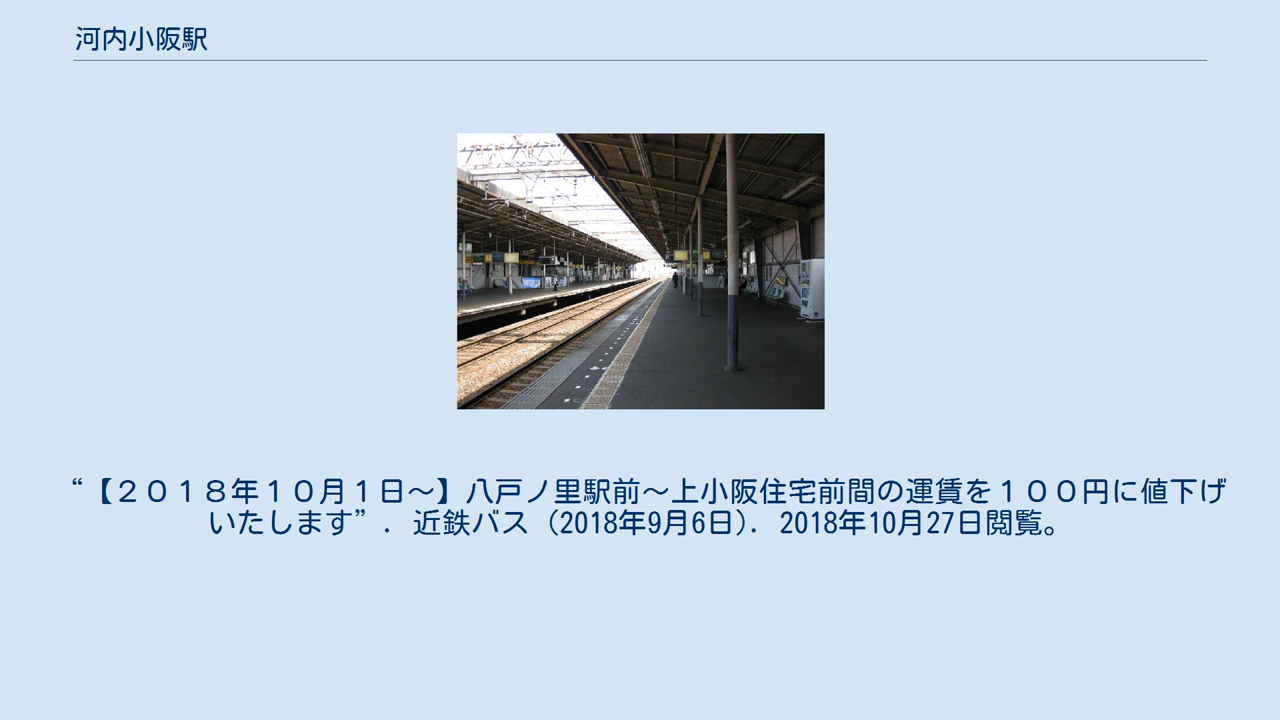 河内小阪駅
“【２０１８年１０月１日～】八戸ノ里駅前～上小阪住宅前間の運賃を１００円に値下げ
いたします”. 近鉄バス (2018年9月6日). 2018年10月27日閲覧。